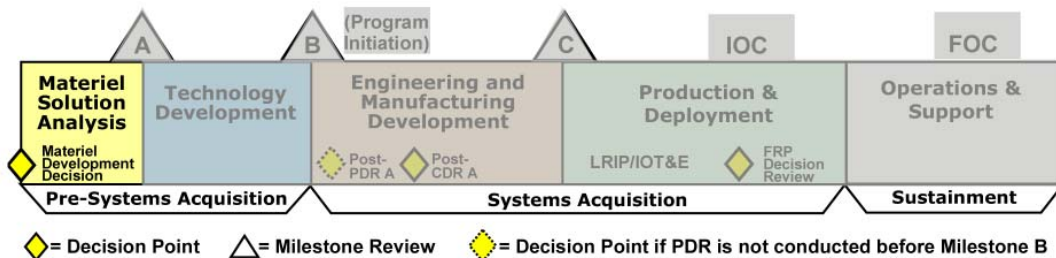 A
B
(Program
Initiation)
C
IOC
FOC
Materiel
Solution
Analysis
Materiel
Development
Decision
Technology
Development
Engineering and
Manufacturing
Development
Post-
PDR A
Post-
CDR A
Production &
Deployment
LRIP/IOT&E
FRP
Decision
Review
Operations &
Support
Pre-Systems Acquisition
Systems Acquisition
Sustainment
= Decision Point
= Milestone Review
= Decision Point if PDR is not conducted before Milestone B